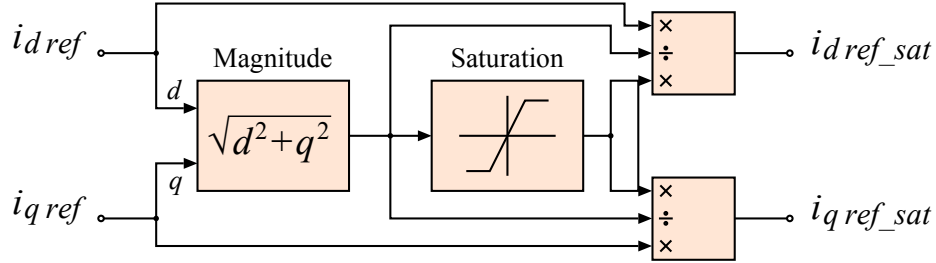 i_d ref
×
÷
×
i_d ref_sat
Magnitude
Saturation
d
√(d²+q²)
q
i_q ref
×
÷
×
i_q ref_sat